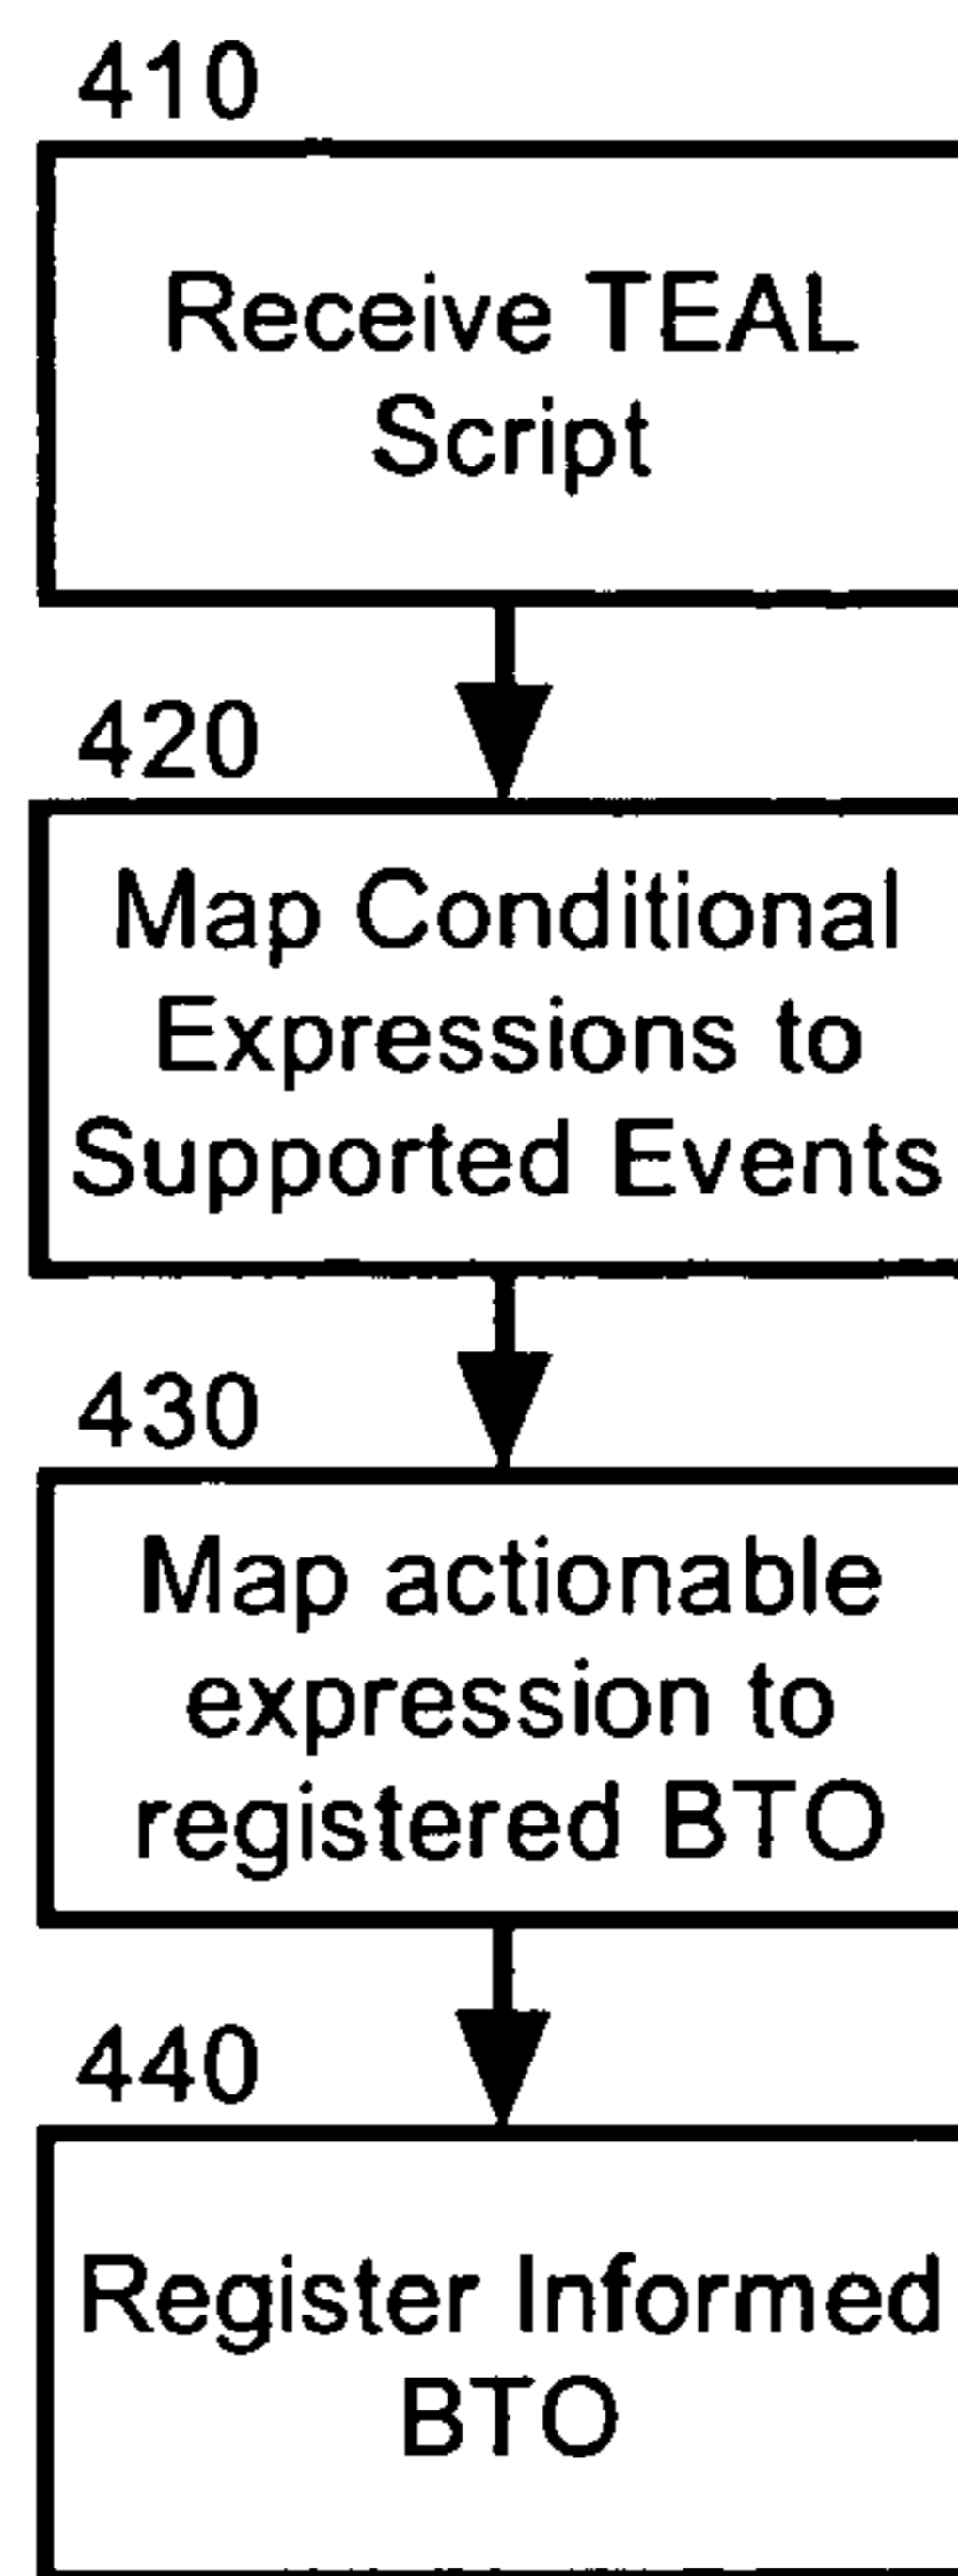 410
Receive TEAL
Script
420
Map Conditional
Expressions to
Supported Events
430
Map actionable
expression to
registered BTO
440
Register Informed
BTO